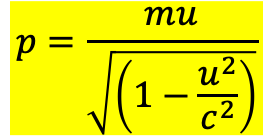 p = mu / √(1 − u²/c²)